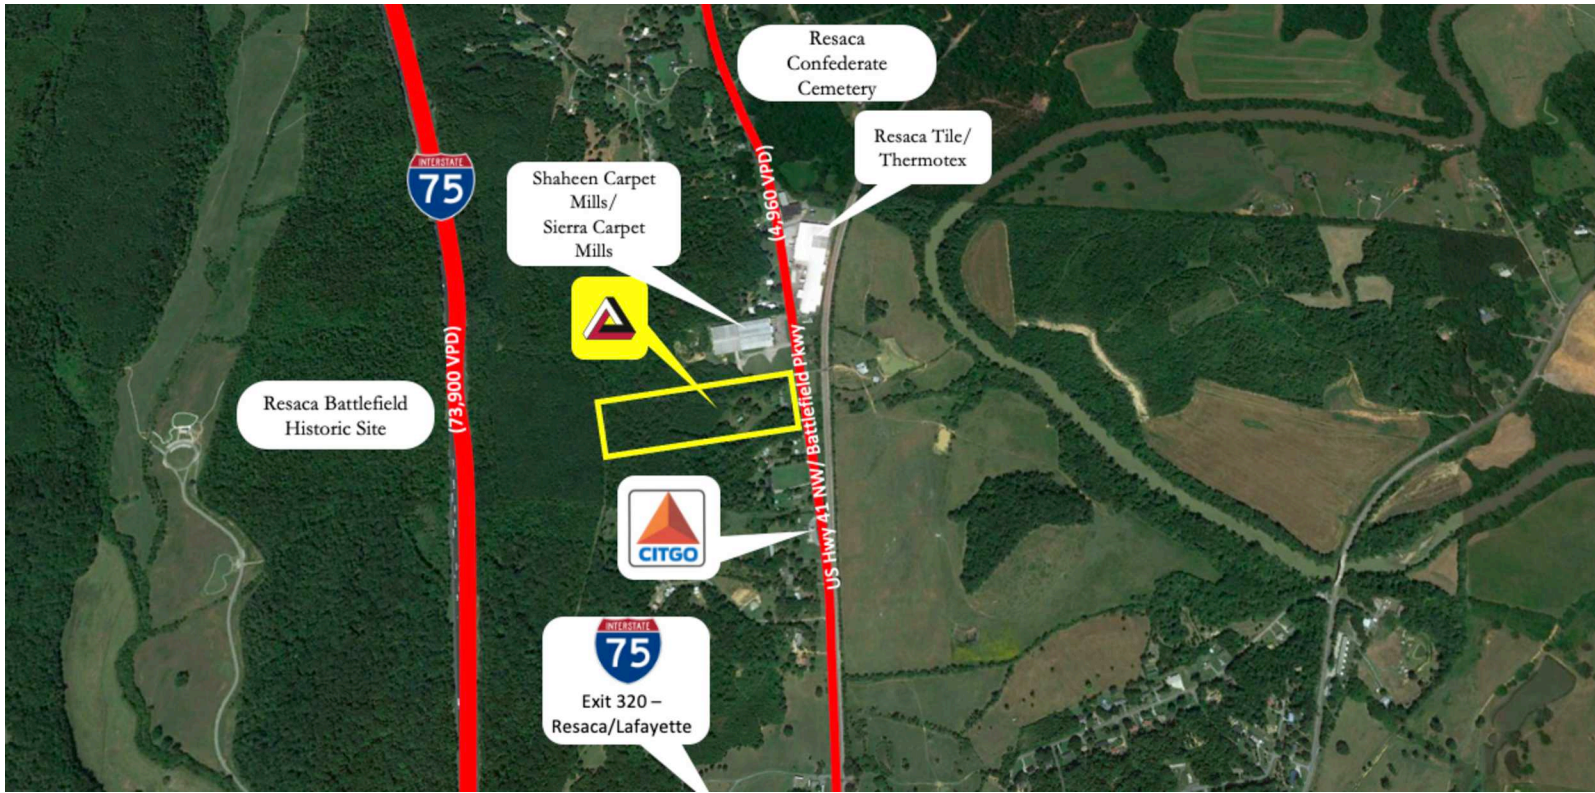 Resaca
Confederate
Cemetery
Resaca Tile/
Thermotex
INTERSTATE
75
Shaheen Carpet
Mills/
Sierra Carpet
Mills
(4,960 VPD)
(73,900 VPD)
US Hwy 41 NW/ Battlefield Pkwy
Resaca Battlefield
Historic Site
CITGO
INTERSTATE
75
Exit 320 –
Resaca/Lafayette